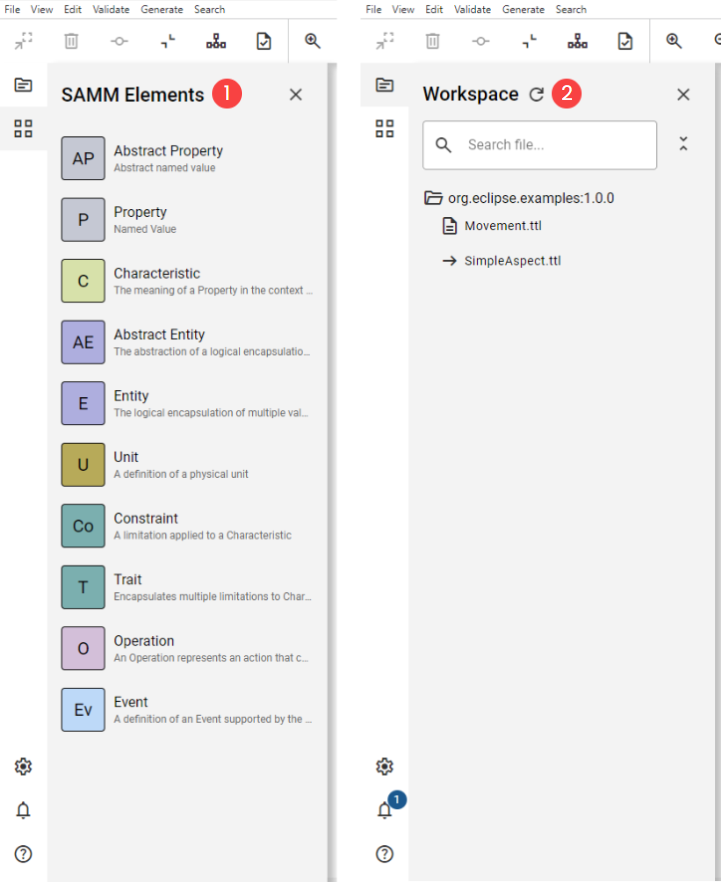 File View Edit Validate Generate Search
SAMM Elements 1
AP
Abstract Property
Abstract named value
P
Property
Named Value
C
Characteristic
The meaning of a Property in the context ...
AE
Abstract Entity
The abstraction of a logical encapsulatio...
E
Entity
The logical encapsulation of multiple val...
U
Unit
A definition of a physical unit
Co
Constraint
A limitation applied to a Characteristic
T
Trait
Encapsulates multiple limitations to Char...
O
Operation
An Operation represents an action that c...
Ev
Event
A definition of an Event supported by the ...
File View Edit Validate Generate Search
Workspace 2
Search file...
org.eclipse.examples:1.0.0
Movement.ttl
SimpleAspect.ttl
1